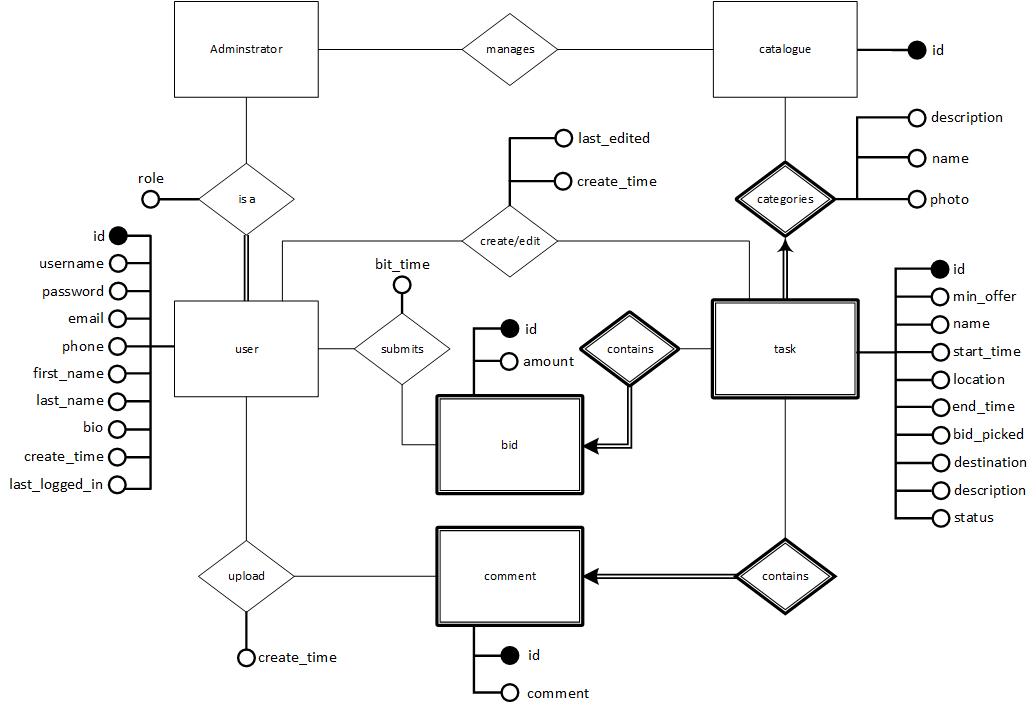 Adminstrator
manages
catalogue
id
description
name
photo
last_edited
create_time
role
is a
categories
create/edit
id
username
password
email
phone
first_name
last_name
bio
create_time
last_logged_in
bit_time
user
submits
id
amount
contains
task
bid
id
min_offer
name
start_time
location
end_time
bid_picked
destination
description
status
upload
comment
contains
create_time
id
comment